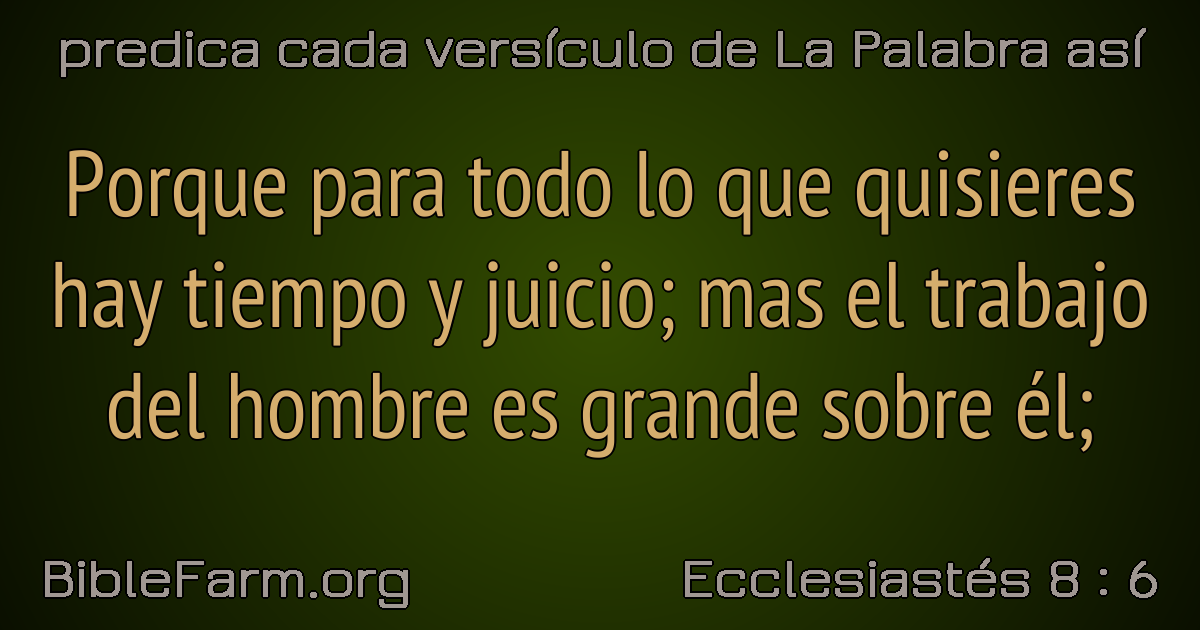 predica cada versículo de La Palabra así
Porque para todo lo que quisieres
hay tiempo y juicio; mas el trabajo
del hombre es grande sobre él;
BibleFarm.org
Ecclesiastés 8 : 6